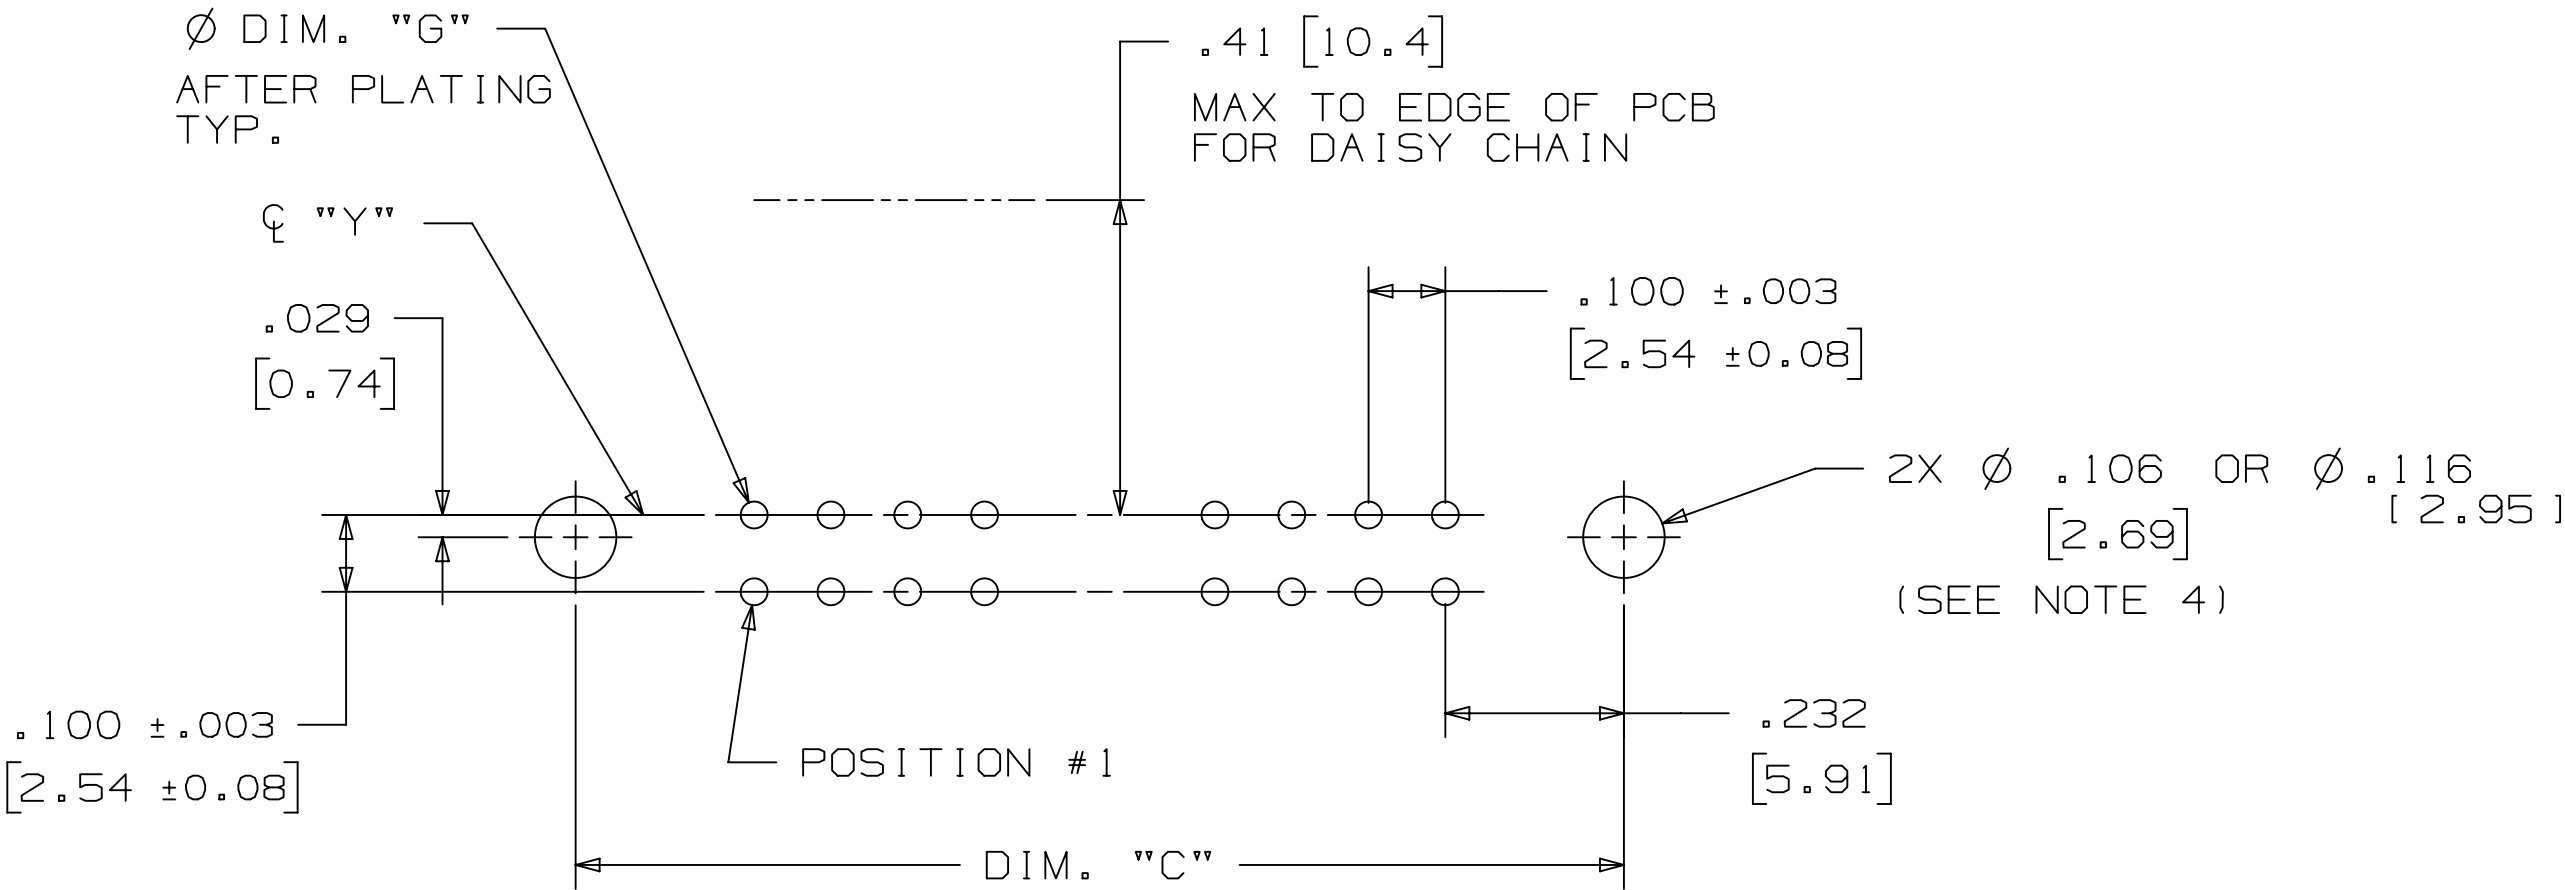 Ø DIM. "G"
AFTER PLATING
TYP.
.41 [10.4]
MAX TO EDGE OF PCB
FOR DAISY CHAIN
℄ "Y"
.029
[0.74]
.100 ±.003
[2.54 ±0.08]
2X Ø .106 OR Ø .116
[2.69] [2.95]
(SEE NOTE 4)
.100 ±.003
[2.54 ±0.08]
POSITION #1
.232
[5.91]
DIM. "C"